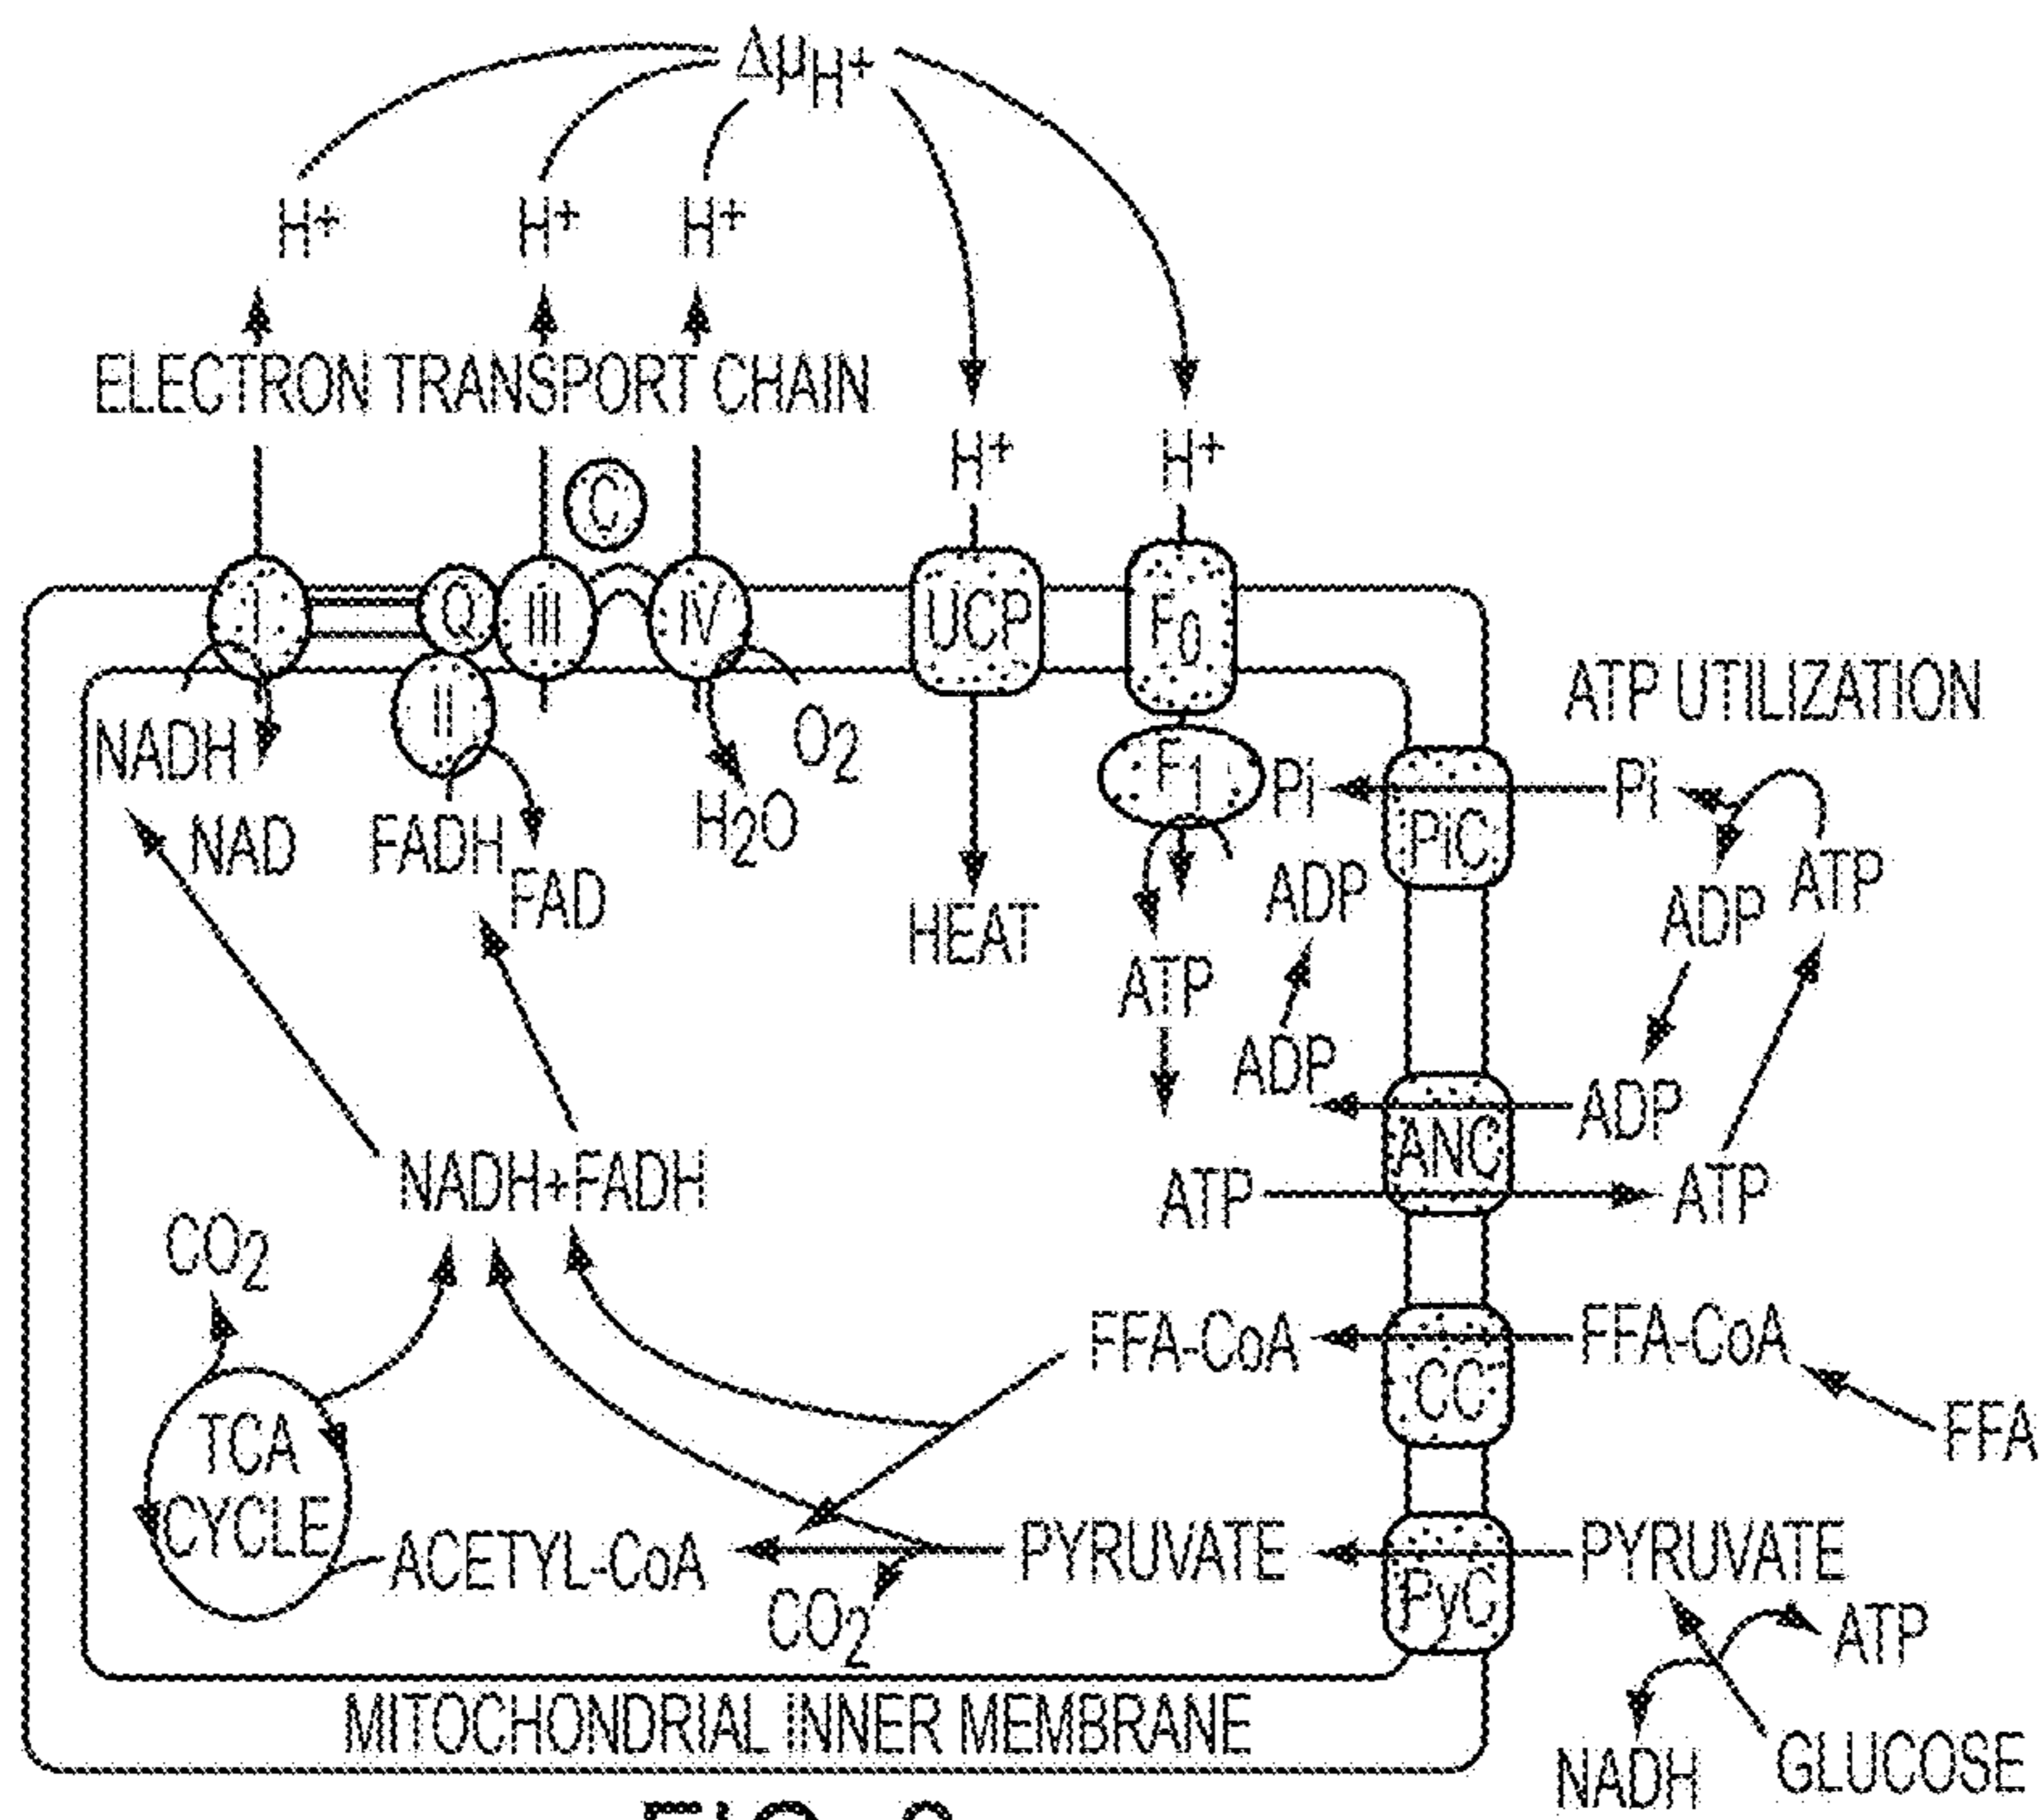 ΔμH+
H+ H+ H+
ELECTRON TRANSPORT CHAIN
H+ H+
C
I Q III IV UCP F0
II
ATP UTILIZATION
NADH O2 F1 Pi Pi
PiC
NAD FADH H2O
FAD HEAT ADP ADP ATP
ATP
ADP ADP
ANC
NADH+FADH ATP ATP
CO2
FFA-CoA FFA-CoA
CC
FFA
TCA
CYCLE
ACETYL-CoA PYRUVATE PYRUVATE
PyC
CO2 ATP
MITOCHONDRIAL INNER MEMBRANE
NADH GLUCOSE